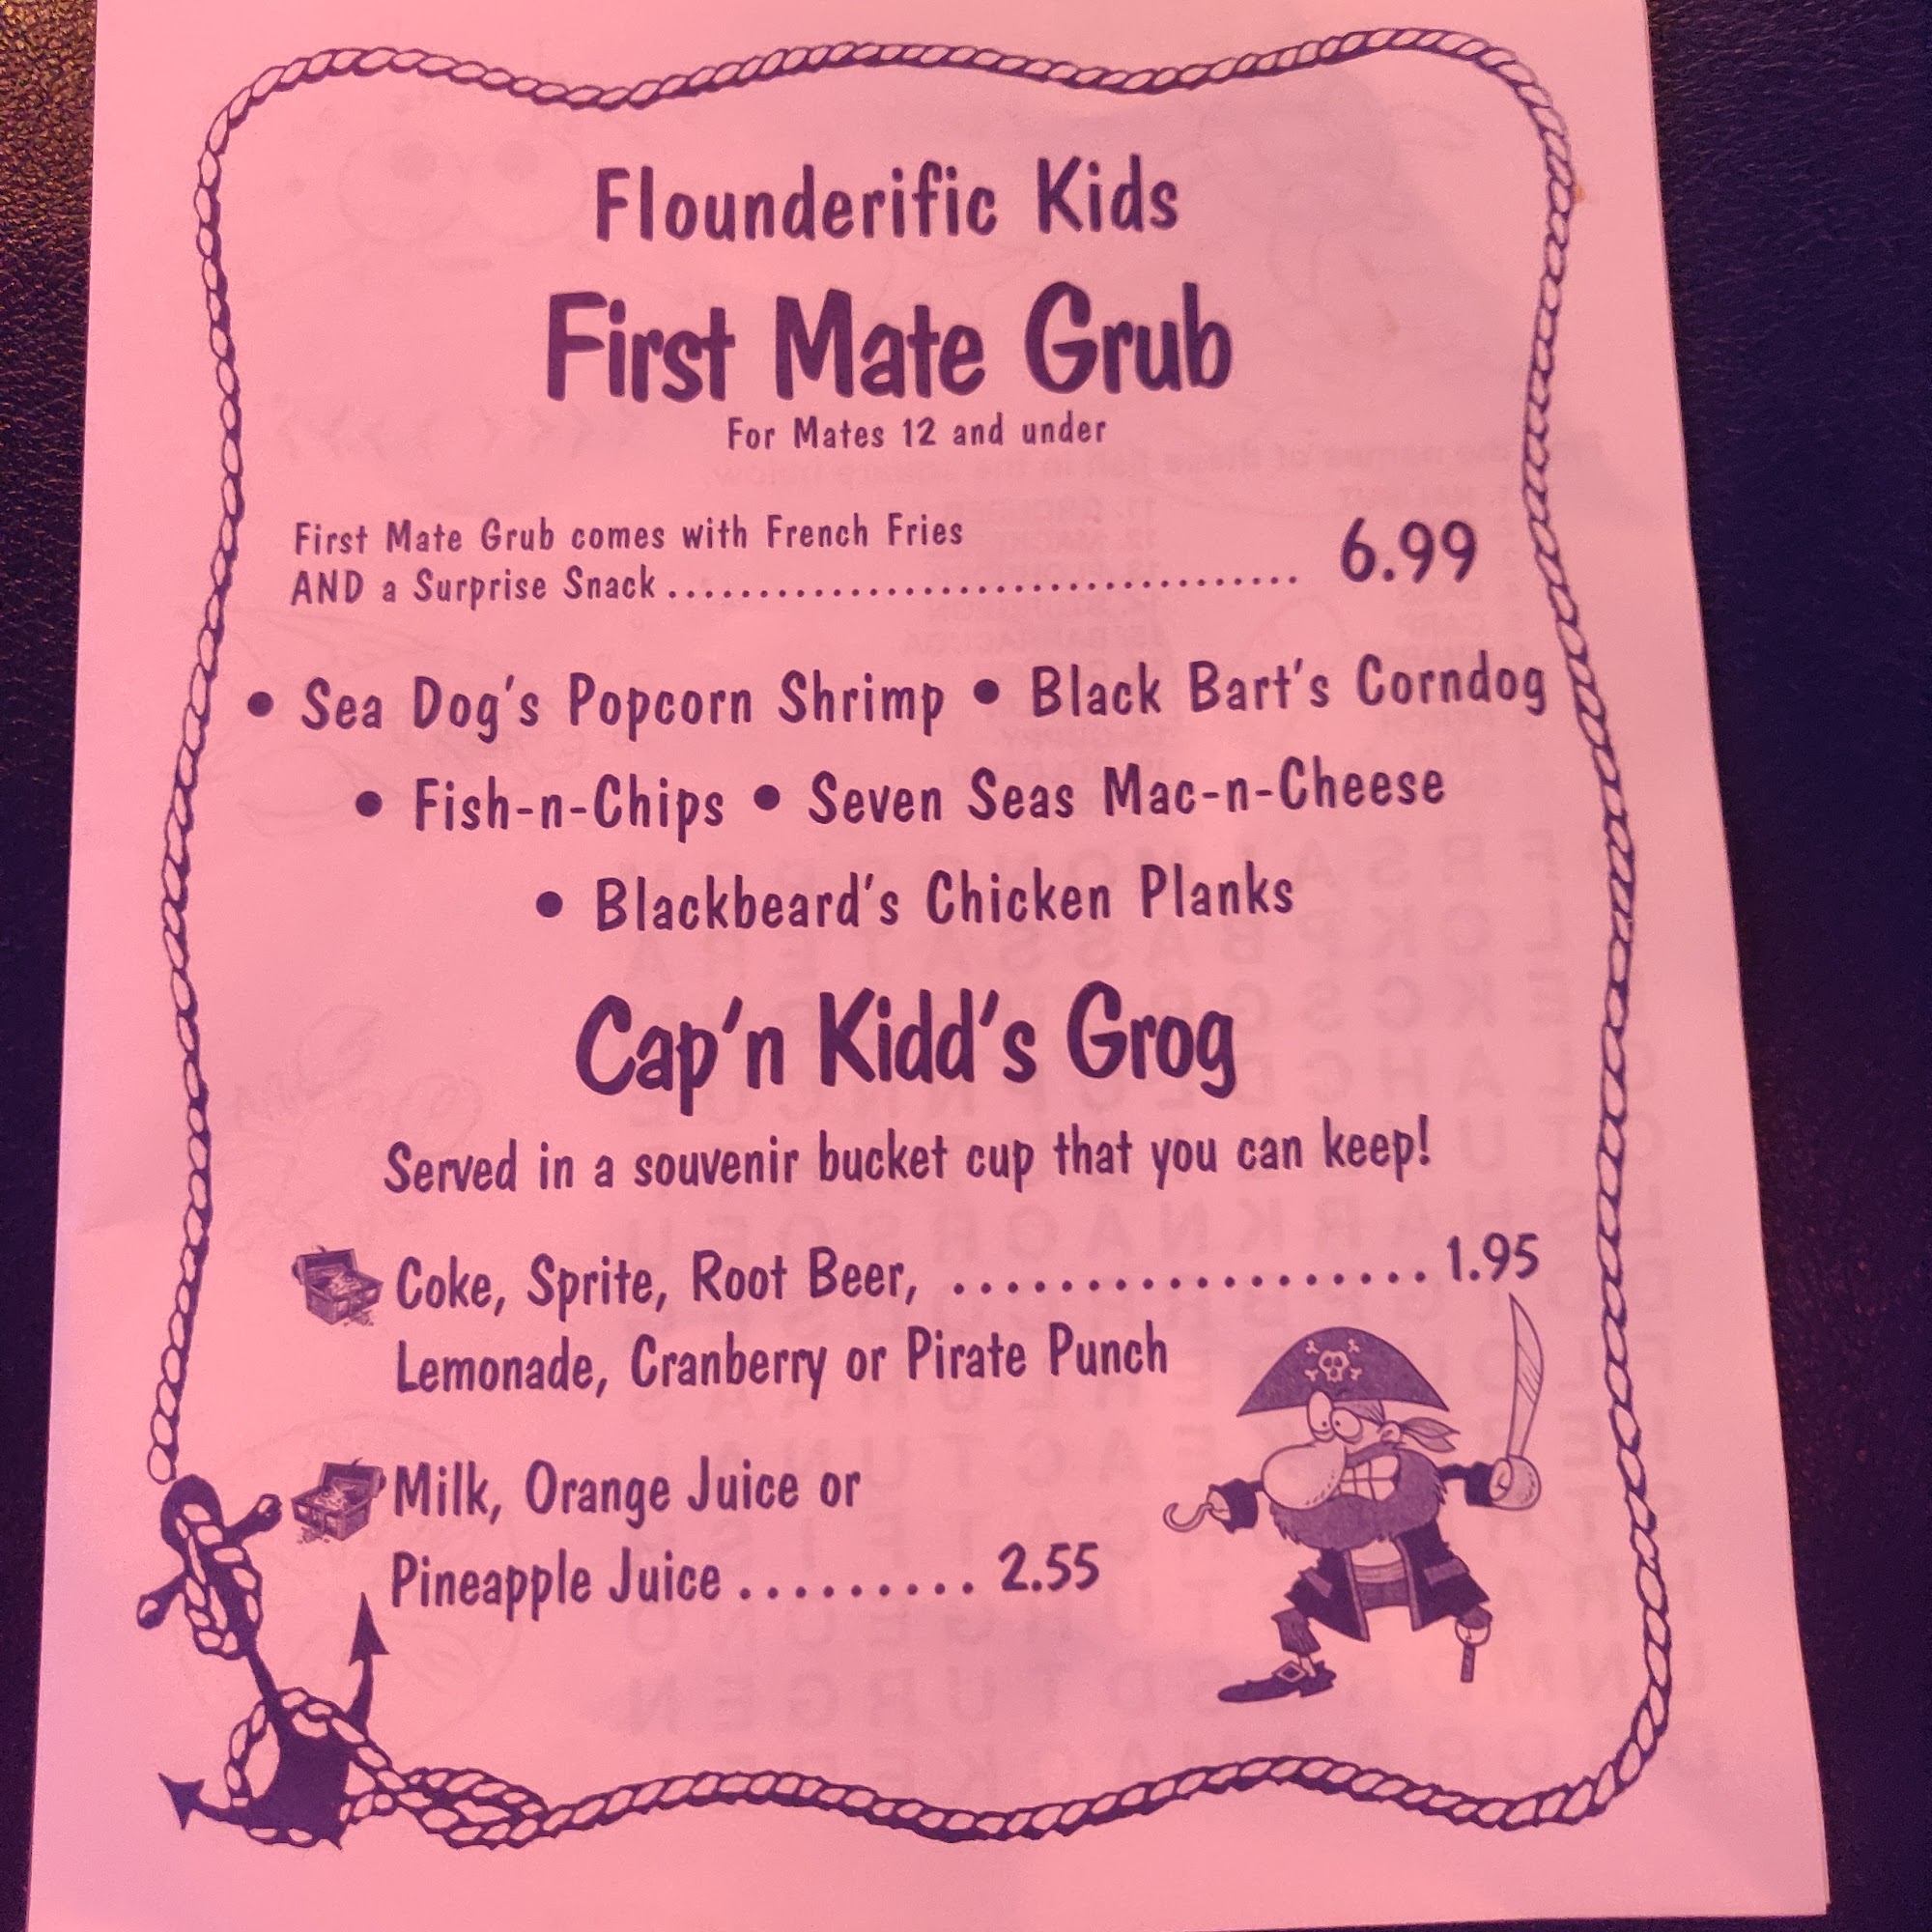 Flounderific Kids
First Mate Grub
For Mates 12 and under
First Mate Grub comes with French Fries
AND a Surprise Snack.................................... 6.99
• Sea Dog's Popcorn Shrimp • Black Bart's Corndog
• Fish-n-Chips • Seven Seas Mac-n-Cheese
• Blackbeard's Chicken Planks
Cap'n Kidd's Grog
Served in a souvenir bucket cup that you can keep!
Coke, Sprite, Root Beer, .................. 1.95
Lemonade, Cranberry or Pirate Punch
Milk, Orange Juice or
Pineapple Juice ......... 2.55